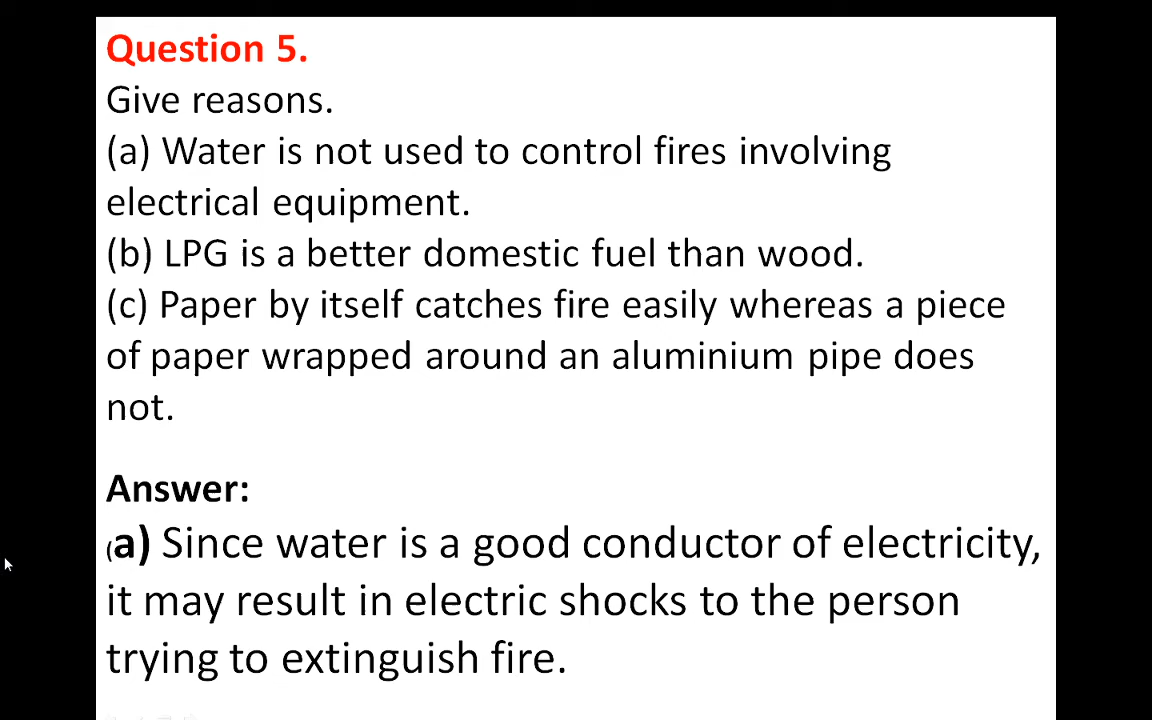 Question 5.
Give reasons.
(a) Water is not used to control fires involving
electrical equipment.
(b) LPG is a better domestic fuel than wood.
(c) Paper by itself catches fire easily whereas a piece
of paper wrapped around an aluminium pipe does
not.
Answer:
(a) Since water is a good conductor of electricity,
it may result in electric shocks to the person
trying to extinguish fire.